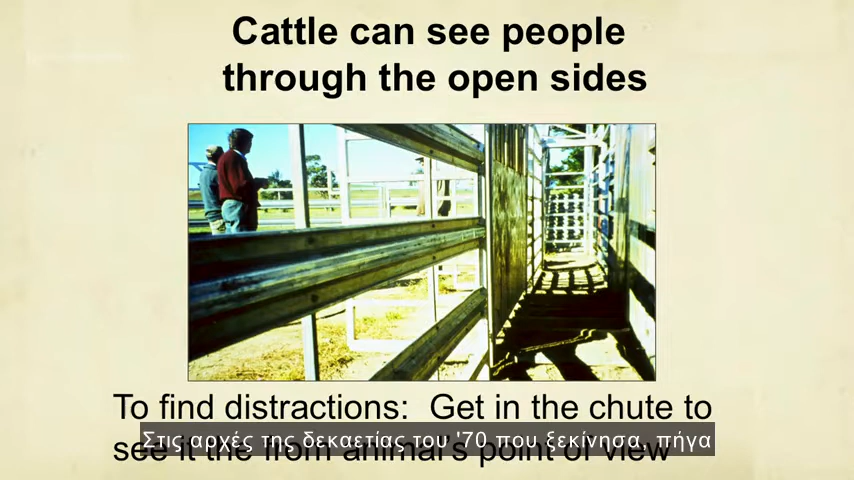 Cattle can see people
through the open sides
To find distractions:  Get in the chute to
see it the from animal's point of view
Στις αρχές της δεκαετίας του '70 που ξεκίνησα, πήγα